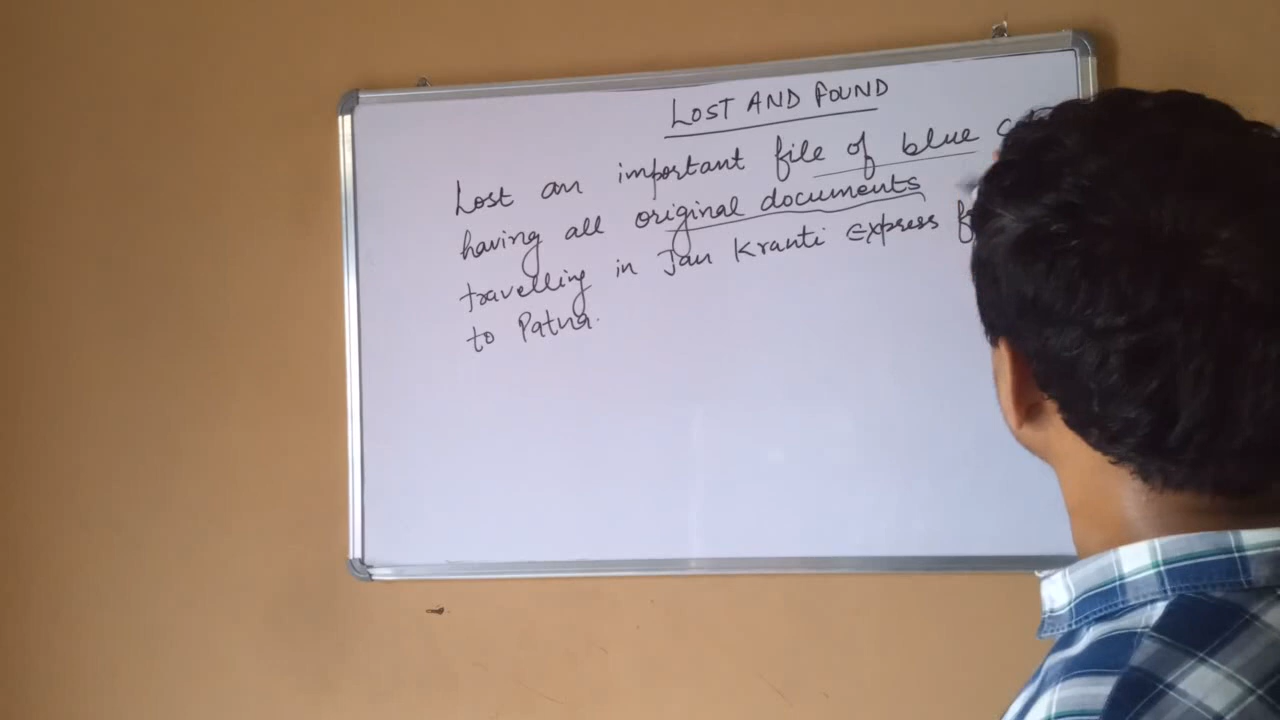 LOST AND FOUND
Lost an important file of blue
having all original documents
travelling in Jan Kranti Express
to Patna.